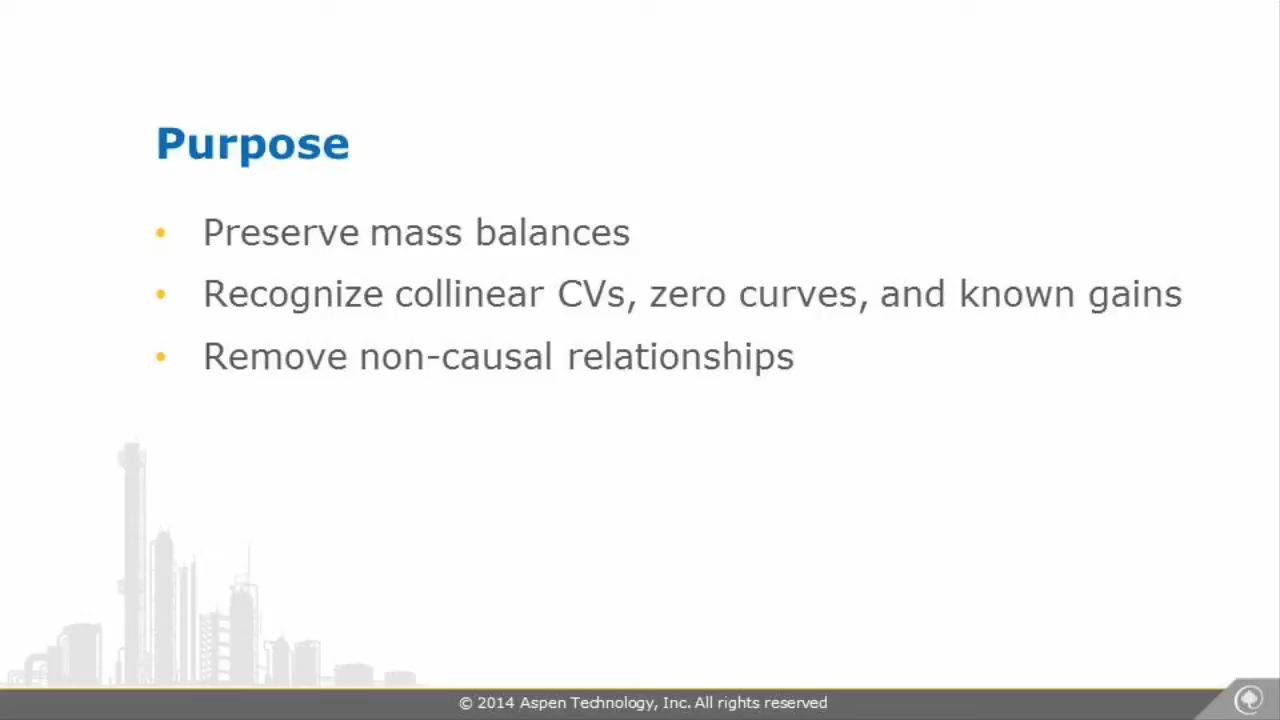 Purpose
• Preserve mass balances
• Recognize collinear CVs, zero curves, and known gains
• Remove non-causal relationships
© 2014 Aspen Technology, Inc. All rights reserved